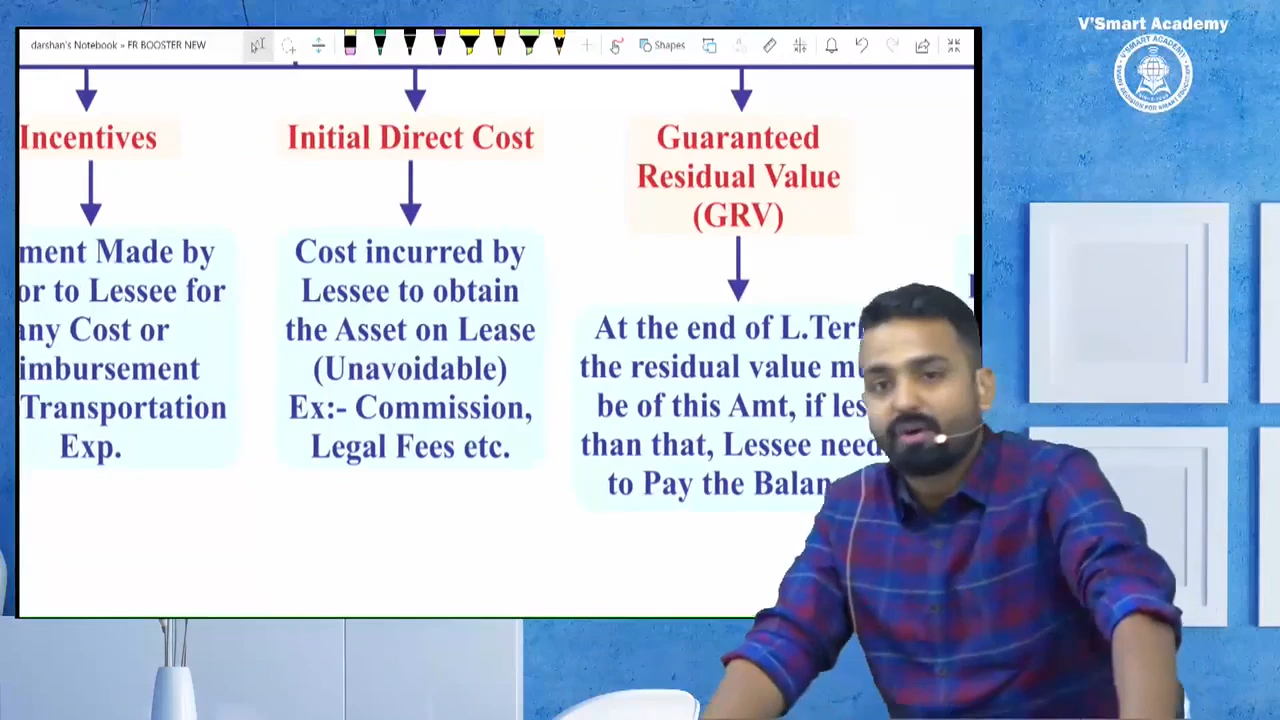 V'Smart Academy
darshan's Notebook » FR BOOSTER NEW
Shapes
Incentives
Initial Direct Cost
Guaranteed
Residual Value
(GRV)
ment Made by
or to Lessee for
any Cost or
imbursement
Transportation
Exp.
Cost incurred by
Lessee to obtain
the Asset on Lease
(Unavoidable)
Ex:- Commission,
Legal Fees etc.
At the end of L.Ter
the residual value m
be of this Amt, if les
than that, Lessee need
to Pay the Balan